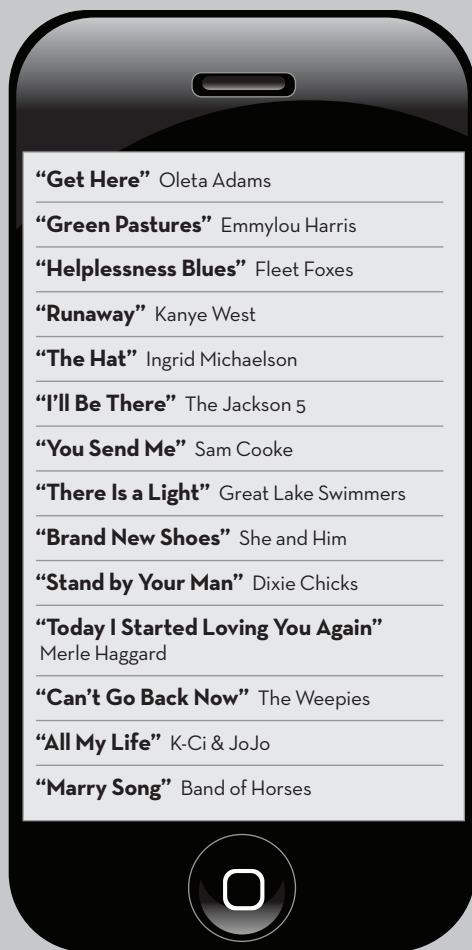 “Get Here” Oleta Adams
“Green Pastures” Emmylou Harris
“Helplessness Blues” Fleet Foxes
“Runaway” Kanye West
“The Hat” Ingrid Michaelson
“I’ll Be There” The Jackson 5
“You Send Me” Sam Cooke
“There Is a Light” Great Lake Swimmers
“Brand New Shoes” She and Him
“Stand by Your Man” Dixie Chicks
“Today I Started Loving You Again”
Merle Haggard
“Can’t Go Back Now” The Weepies
“All My Life” K-Ci & JoJo
“Marry Song” Band of Horses